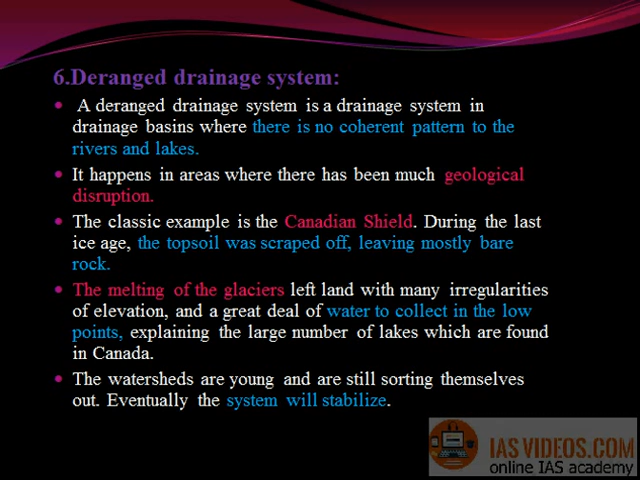 6.Deranged drainage system:
A deranged drainage system is a drainage system in
drainage basins where there is no coherent pattern to the
rivers and lakes.
It happens in areas where there has been much geological
disruption.
The classic example is the Canadian Shield. During the last
ice age, the topsoil was scraped off, leaving mostly bare
rock.
The melting of the glaciers left land with many irregularities
of elevation, and a great deal of water to collect in the low
points, explaining the large number of lakes which are found
in Canada.
The watersheds are young and are still sorting themselves
out. Eventually the system will stabilize.
IASVIDEOS.COM
online IAS academy